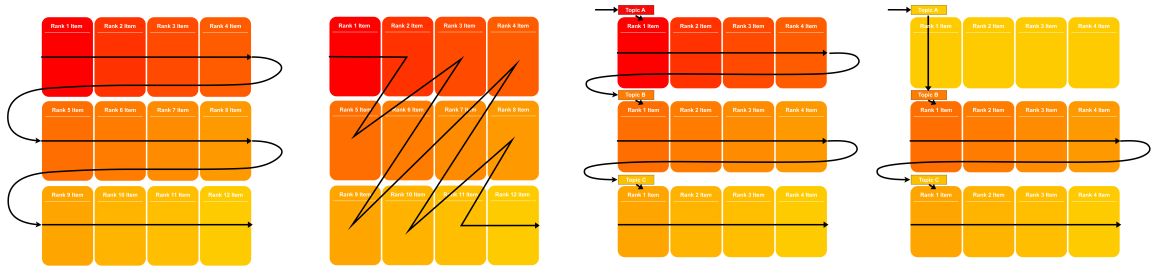 Rank 1 Item Rank 2 Item Rank 3 Item Rank 4 Item
Rank 5 Item Rank 6 Item Rank 7 Item Rank 8 Item
Rank 9 Item Rank 10 Item Rank 11 Item Rank 12 Item
Rank 1 Item Rank 2 Item Rank 3 Item Rank 4 Item
Rank 5 Item Rank 6 Item Rank 7 Item Rank 8 Item
Rank 9 Item Rank 10 Item Rank 11 Item Rank 12 Item
Topic A
Rank 1 Item Rank 2 Item Rank 3 Item Rank 4 Item
Topic B
Rank 1 Item Rank 2 Item Rank 3 Item Rank 4 Item
Topic C
Rank 1 Item Rank 2 Item Rank 3 Item Rank 4 Item
Topic A
Rank 1 Item Rank 2 Item Rank 3 Item Rank 4 Item
Topic B
Rank 1 Item Rank 2 Item Rank 3 Item Rank 4 Item
Topic C
Rank 1 Item Rank 2 Item Rank 3 Item Rank 4 Item